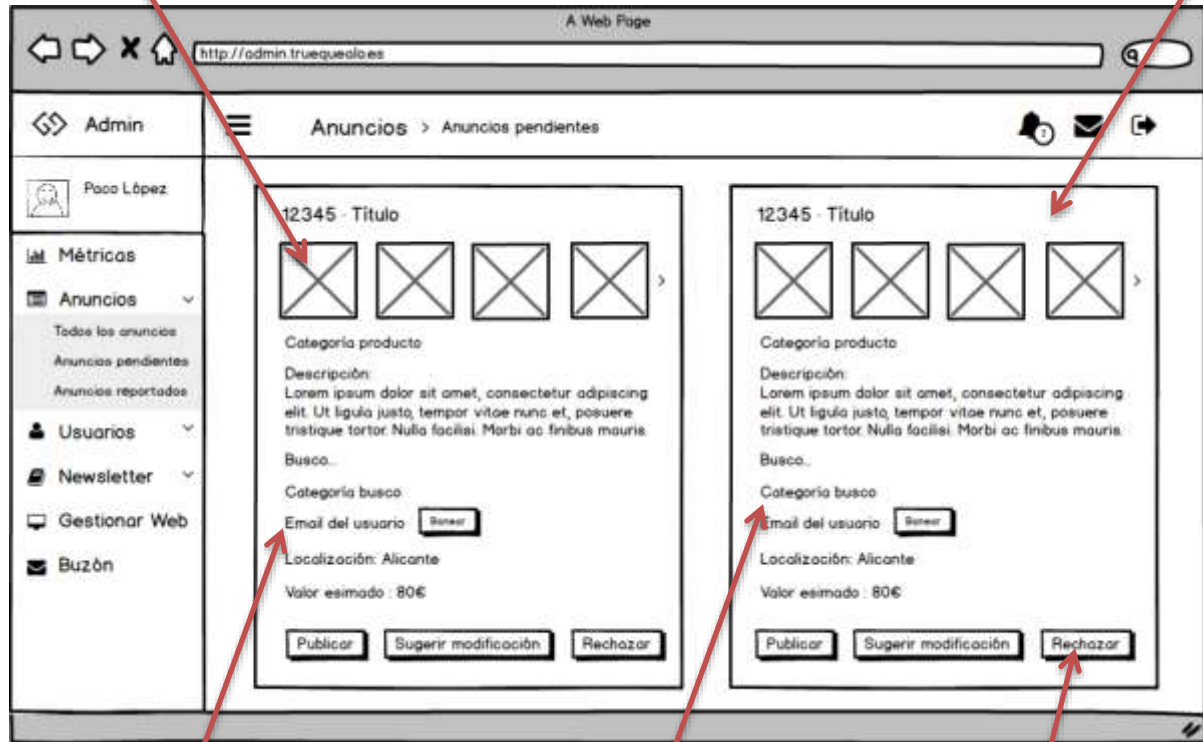 A Web Page
http://admin.truequealo.es
Admin
Anuncios > Anuncios pendientes
2
Paco López
Métricas
Anuncios
Todos los anuncios
Anuncios pendientes
Anuncios reportados
Usuarios
Newsletter
Gestionar Web
Buzón
12345 - Título
Categoría producto
Descripción:
Lorem ipsum dolor sit amet, consectetur adipiscing
elit. Ut ligula justo, tempor vitae nunc et, posuere
tristique tortor. Nulla facilisi. Morbi ac finibus mauris.
Busco...
Categoría busco
Email del usuario Banear
Localización: Alicante
Valor esimado : 80€
Publicar Sugerir modificación Rechazar
12345 - Título
Categoría producto
Descripción:
Lorem ipsum dolor sit amet, consectetur adipiscing
elit. Ut ligula justo, tempor vitae nunc et, posuere
tristique tortor. Nulla facilisi. Morbi ac finibus mauris.
Busco...
Categoría busco
Email del usuario Banear
Localización: Alicante
Valor esimado : 80€
Publicar Sugerir modificación Rechazar